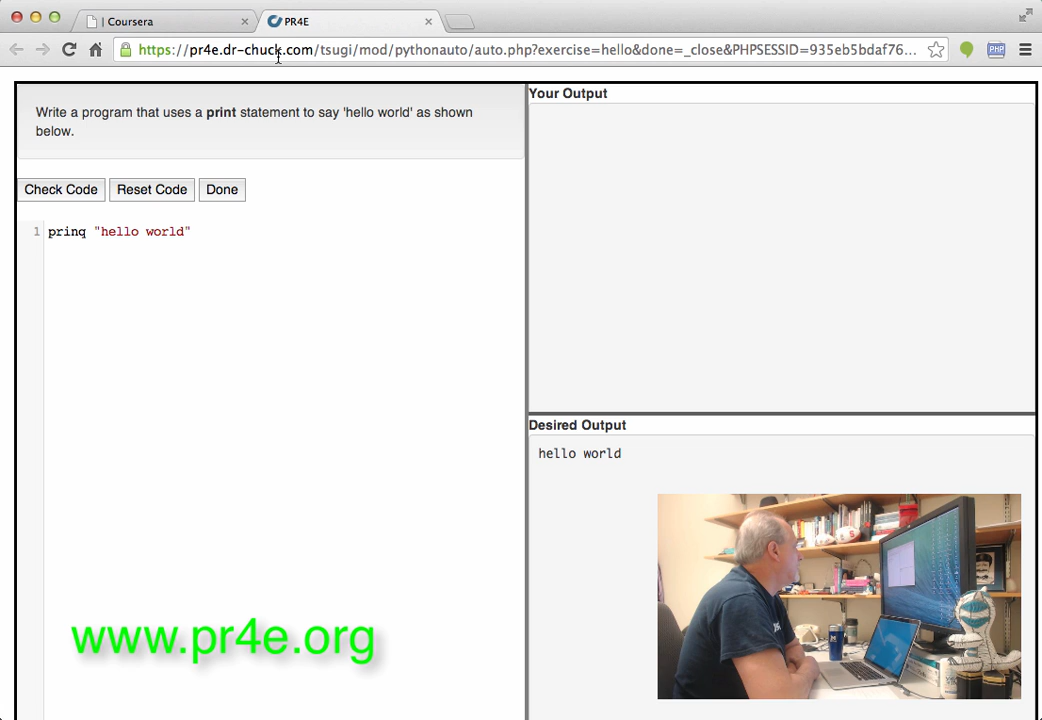 | Coursera
PR4E
https://pr4e.dr-chuck.com/tsugi/mod/pythonauto/auto.php?exercise=hello&done=_close&PHPSESSID=935eb5bdaf76...
PHP
Write a program that uses a print statement to say 'hello world' as shown
below.
Check Code Reset Code Done
1 prinq "hello world"
Your Output
Desired Output
hello world
www.pr4e.org